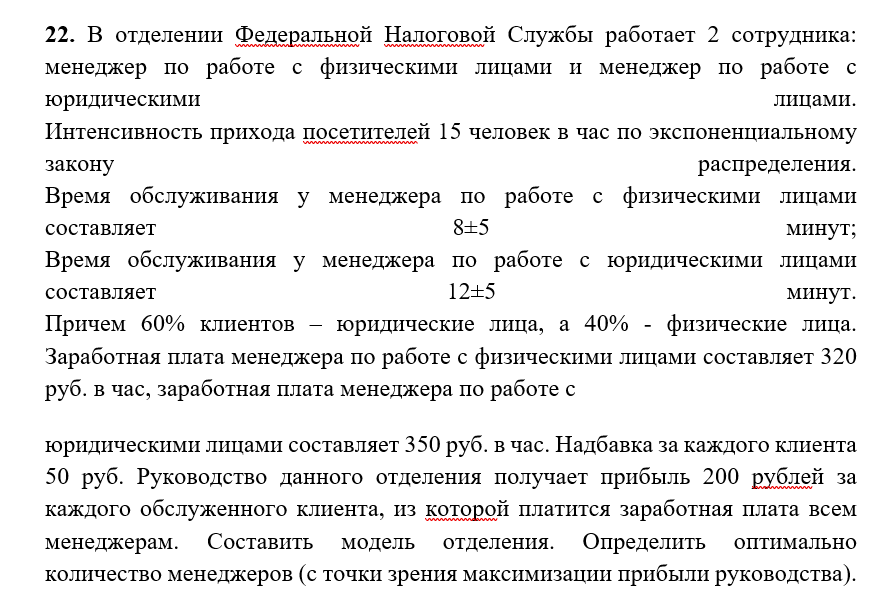 22. В отделении Федеральной Налоговой Службы работает 2 сотрудника:
менеджер по работе с физическими лицами и менеджер по работе с
юридическими лицами.
Интенсивность прихода посетителей 15 человек в час по экспоненциальному
закону распределения.
Время обслуживания у менеджера по работе с физическими лицами
составляет 8±5 минут;
Время обслуживания у менеджера по работе с юридическими лицами
составляет 12±5 минут.
Причем 60% клиентов – юридические лица, а 40% - физические лица.
Заработная плата менеджера по работе с физическими лицами составляет 320
руб. в час, заработная плата менеджера по работе с
юридическими лицами составляет 350 руб. в час. Надбавка за каждого клиента
50 руб. Руководство данного отделения получает прибыль 200 рублей за
каждого обслуженного клиента, из которой платится заработная плата всем
менеджерам. Составить модель отделения. Определить оптимально
количество менеджеров (с точки зрения максимизации прибыли руководства).